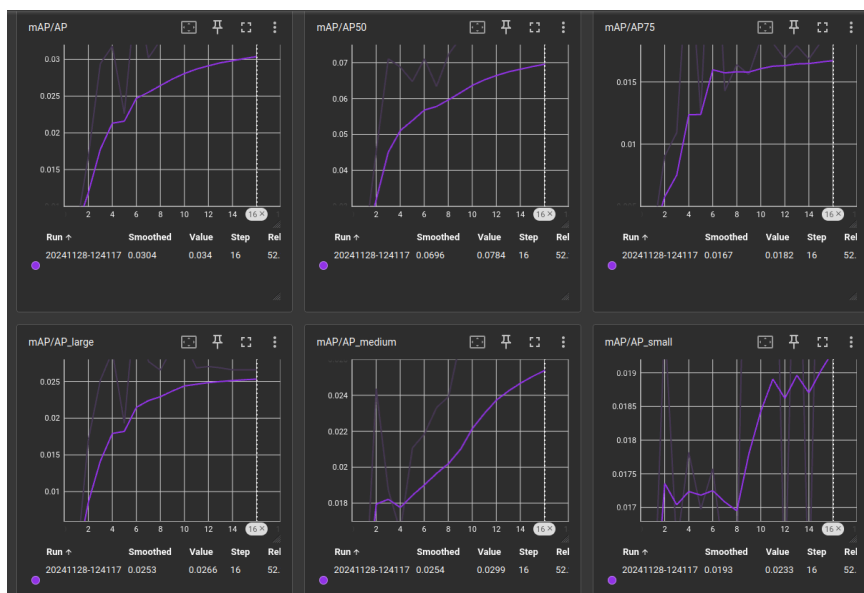 mAP/AP
0.03
0.025
0.02
0.015
2 4 6 8 10 12 14 16
Run ↑ Smoothed Value Step Rel
20241128-124117 0.0304 0.034 16 52.
mAP/AP50
0.07
0.06
0.05
0.04
2 4 6 8 10 12 14 16
Run ↑ Smoothed Value Step Rel
20241128-124117 0.0696 0.0784 16 52.
mAP/AP75
0.015
0.01
2 4 6 8 10 12 14 16
Run ↑ Smoothed Value Step Rel
20241128-124117 0.0167 0.0182 16 52.
mAP/AP_large
0.025
0.02
0.015
0.01
2 4 6 8 10 12 14 16
Run ↑ Smoothed Value Step Rel
20241128-124117 0.0253 0.0266 16 52.
mAP/AP_medium
0.024
0.022
0.02
0.018
2 4 6 8 10 12 14 16
Run ↑ Smoothed Value Step Rel
20241128-124117 0.0254 0.0299 16 52.
mAP/AP_small
0.019
0.0185
0.018
0.0175
0.017
2 4 6 8 10 12 14 16
Run ↑ Smoothed Value Step Rel
20241128-124117 0.0193 0.0233 16 52.